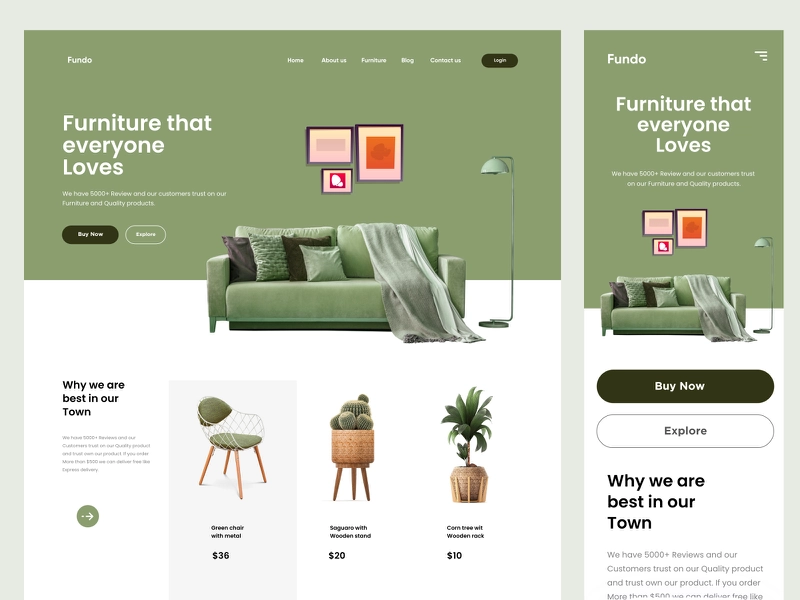 Fundo
Home About us Furniture Blog Contact us Login
Furniture that
everyone
Loves
We have 5000+ Review and our customers trust on our
Furniture and Quality products.
Buy Now Explore
Why we are
best in our
Town
We have 5000+ Reviews and our
Customers trust on our Quality product
and trust own our product. If you order
More than $500 we can deliver free like
Express delivery.
Green chair
with metal
$36
Saguaro with
Wooden stand
$20
Corn tree wit
Wooden rack
$10
Fundo
Furniture that
everyone
Loves
We have 5000+ Review and our customers trust
on our Furniture and Quality products.
Buy Now
Explore
Why we are
best in our
Town
We have 5000+ Reviews and our
Customers trust on our Quality product
and trust own our product. If you order
More than $500 we can deliver free like